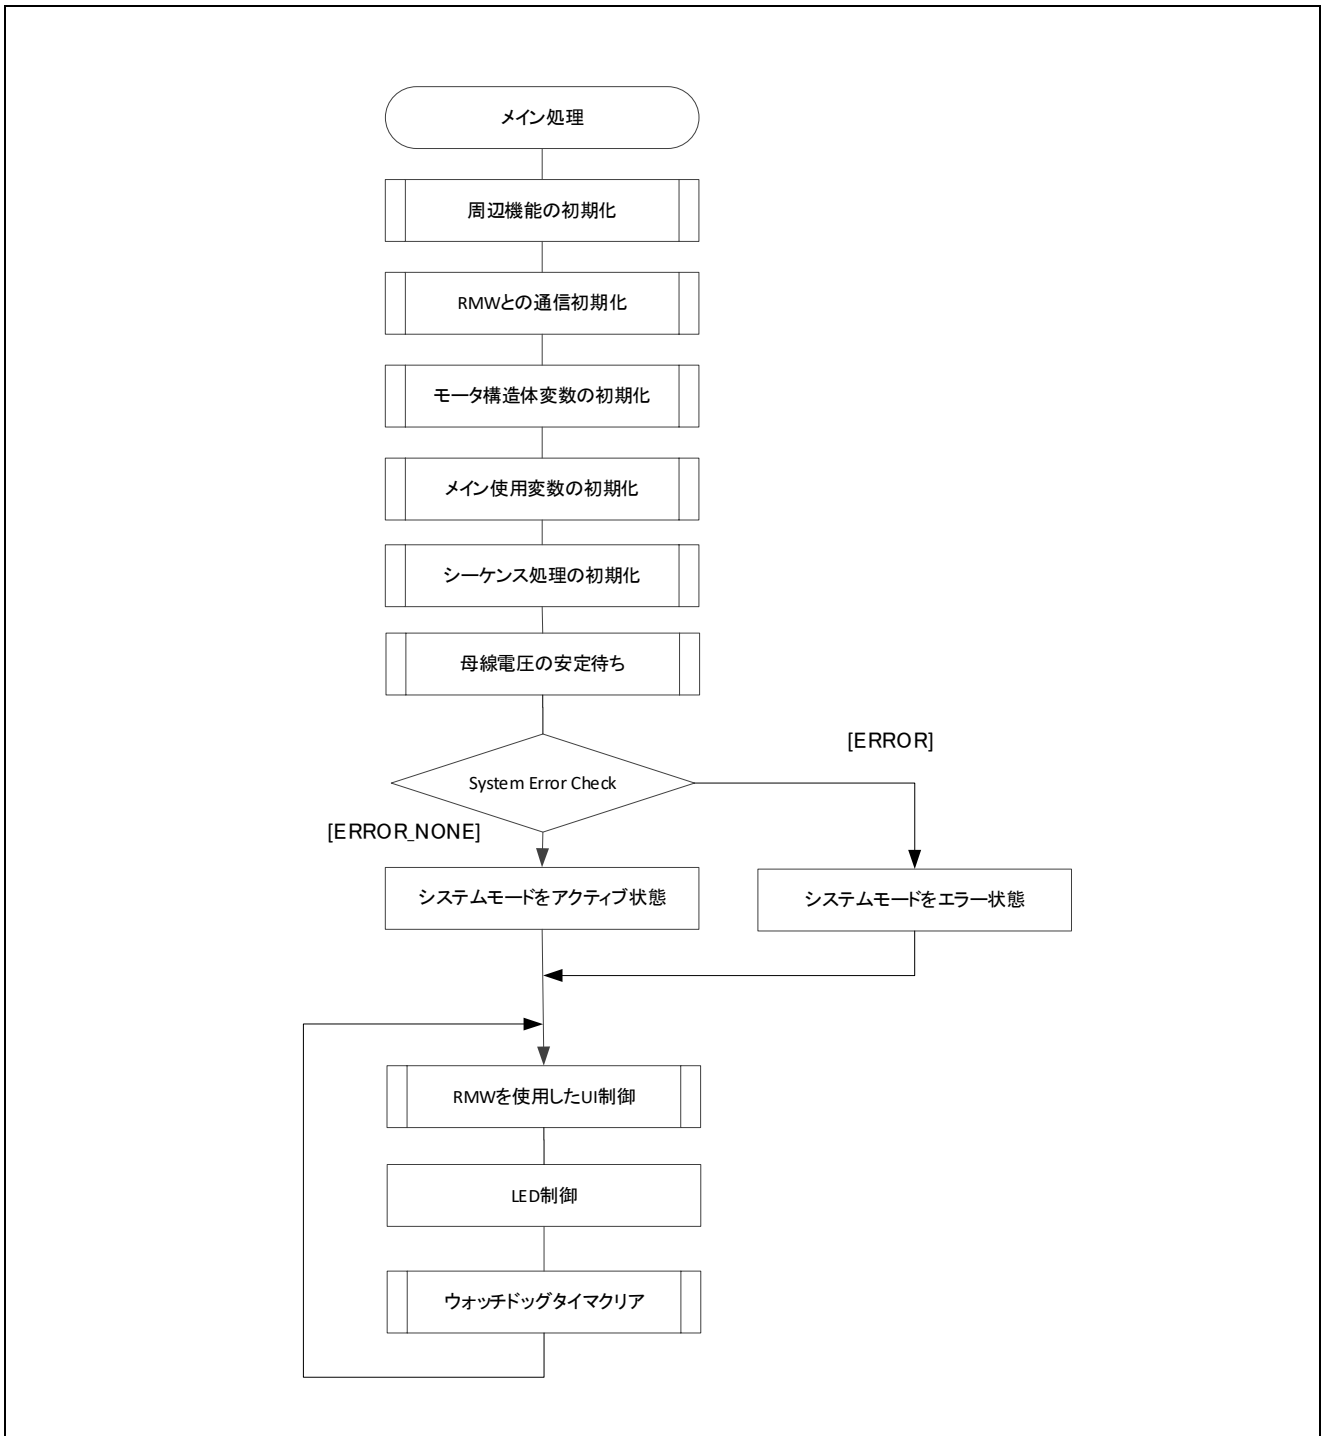 メイン処理
周辺機能の初期化
RMWとの通信初期化
モータ構造体変数の初期化
メイン使用変数の初期化
シーケンス処理の初期化
母線電圧の安定待ち
[ERROR]
System Error Check
[ERROR_NONE]
システムモードをアクティブ状態
システムモードをエラー状態
RMWを使用したUI制御
LED制御
ウォッチドッグタイマクリア